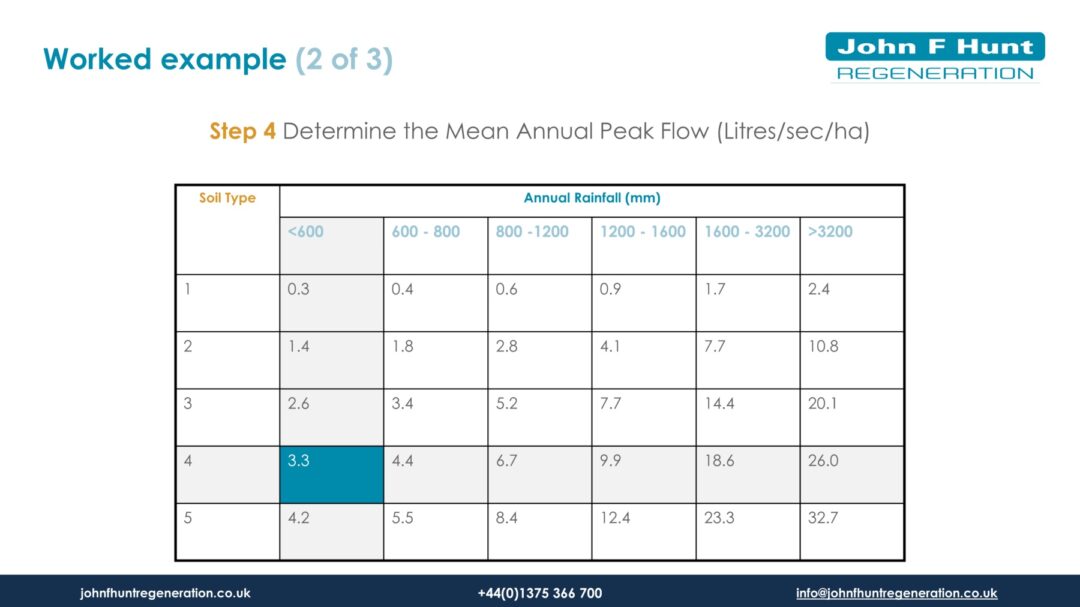 Worked example (2 of 3)
John F Hunt
REGENERATION
Step 4 Determine the Mean Annual Peak Flow (Litres/sec/ha)
Soil Type Annual Rainfall (mm)
<600 600 - 800 800 -1200 1200 - 1600 1600 - 3200 >3200
1 0.3 0.4 0.6 0.9 1.7 2.4
2 1.4 1.8 2.8 4.1 7.7 10.8
3 2.6 3.4 5.2 7.7 14.4 20.1
4 3.3 4.4 6.7 9.9 18.6 26.0
5 4.2 5.5 8.4 12.4 23.3 32.7
johnfhuntregeneration.co.uk +44(0)1375 366 700 info@johnfhuntregeneration.co.uk